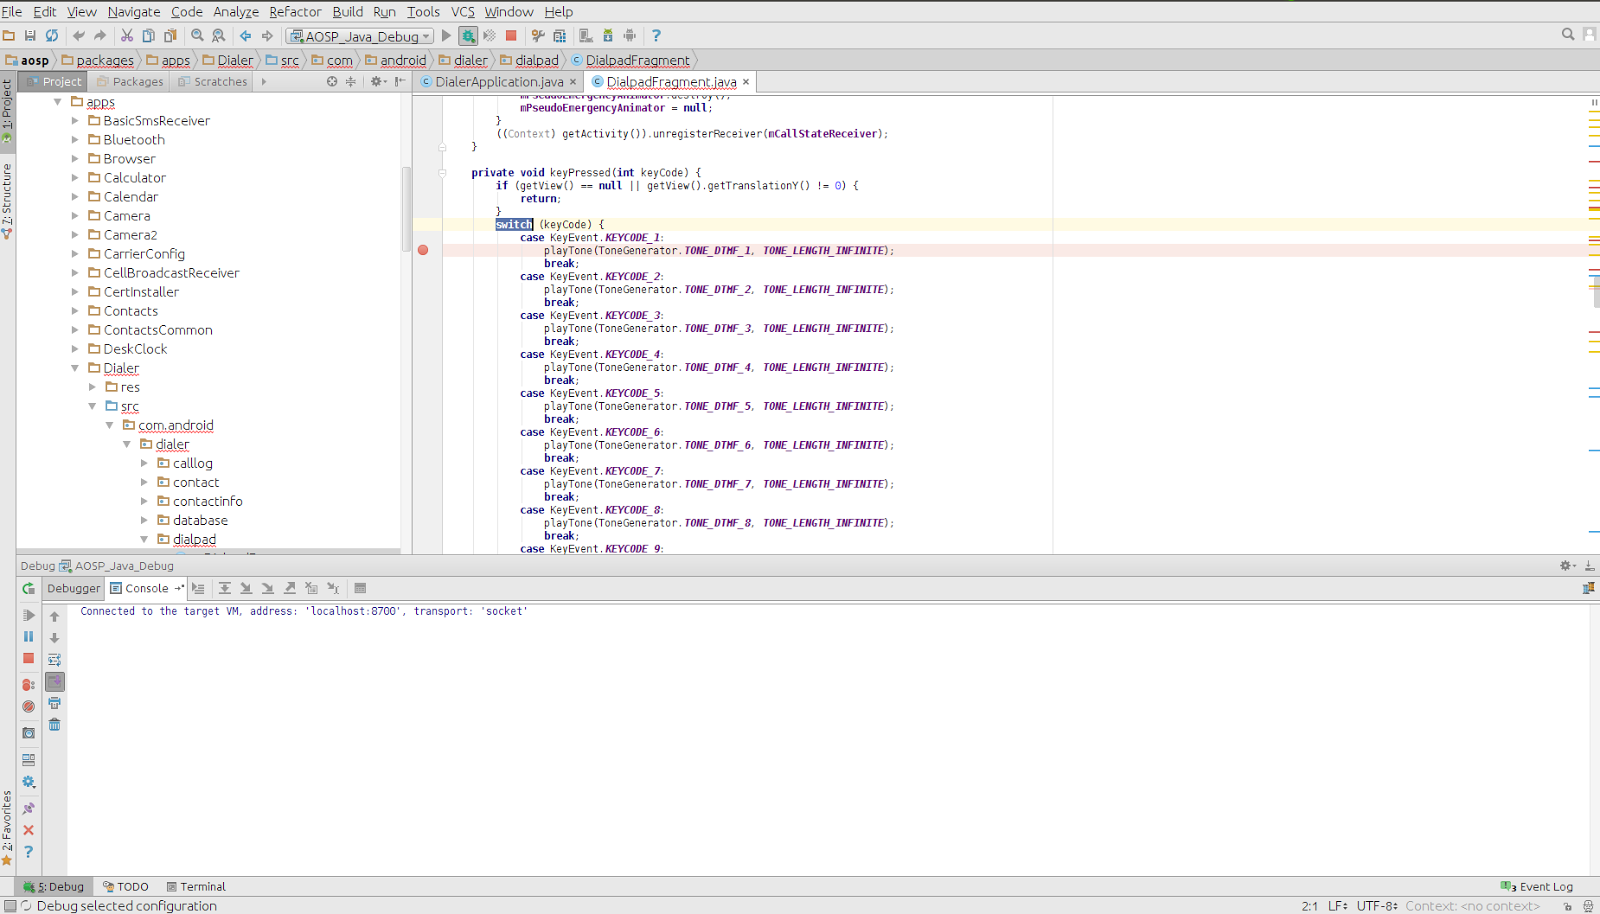 File Edit View Navigate Code Analyze Refactor Build Run Tools VCS Window Help
AOSP_Java_Debug
aosp packages apps Dialer src com android dialer dialpad DialpadFragment
1: Project
7: Structure
2: Favorites
Project Packages Scratches
DialerApplication.java DialpadFragment.java
apps
BasicSmsReceiver
Bluetooth
Browser
Calculator
Calendar
Camera
Camera2
CarrierConfig
CellBroadcastReceiver
CertInstaller
Contacts
ContactsCommon
DeskClock
Dialer
res
src
com.android
dialer
calllog
contact
contactinfo
database
dialpad
mPseudoEmergencyAnimator.destroy();
mPseudoEmergencyAnimator = null;
}
((Context) getActivity()).unregisterReceiver(mCallStateReceiver);
}
private void keyPressed(int keyCode) {
if (getView() == null || getView().getTranslationY() != 0) {
return;
}
switch (keyCode) {
case KeyEvent.KEYCODE_1:
playTone(ToneGenerator.TONE_DTMF_1, TONE_LENGTH_INFINITE);
break;
case KeyEvent.KEYCODE_2:
playTone(ToneGenerator.TONE_DTMF_2, TONE_LENGTH_INFINITE);
break;
case KeyEvent.KEYCODE_3:
playTone(ToneGenerator.TONE_DTMF_3, TONE_LENGTH_INFINITE);
break;
case KeyEvent.KEYCODE_4:
playTone(ToneGenerator.TONE_DTMF_4, TONE_LENGTH_INFINITE);
break;
case KeyEvent.KEYCODE_5:
playTone(ToneGenerator.TONE_DTMF_5, TONE_LENGTH_INFINITE);
break;
case KeyEvent.KEYCODE_6:
playTone(ToneGenerator.TONE_DTMF_6, TONE_LENGTH_INFINITE);
break;
case KeyEvent.KEYCODE_7:
playTone(ToneGenerator.TONE_DTMF_7, TONE_LENGTH_INFINITE);
break;
case KeyEvent.KEYCODE_8:
playTone(ToneGenerator.TONE_DTMF_8, TONE_LENGTH_INFINITE);
break;
case KeyEvent.KEYCODE_9:
Debug AOSP_Java_Debug
Debugger Console
Connected to the target VM, address: 'localhost:8700', transport: 'socket'
5: Debug TODO Terminal 3 Event Log
Debug selected configuration 2:1 LF UTF-8 Context: <no context>